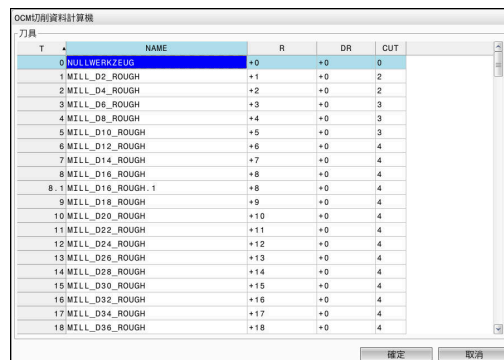 OCM切削資料計算機
刀具
T NAME R DR CUT
0 NULLWERKZEUG +0 +0 0
1 MILL_D2_ROUGH +1 +0 2
2 MILL_D4_ROUGH +2 +0 2
3 MILL_D6_ROUGH +3 +0 3
4 MILL_D8_ROUGH +4 +0 3
5 MILL_D10_ROUGH +5 +0 3
6 MILL_D12_ROUGH +6 +0 4
7 MILL_D14_ROUGH +7 +0 4
8 MILL_D16_ROUGH +8 +0 4
8.1 MILL_D16_ROUGH.1 +8 +0 4
9 MILL_D18_ROUGH +9 +0 4
10 MILL_D20_ROUGH +10 +0 4
11 MILL_D22_ROUGH +11 +0 4
12 MILL_D24_ROUGH +12 +0 4
13 MILL_D26_ROUGH +13 +0 4
14 MILL_D28_ROUGH +14 +0 4
15 MILL_D30_ROUGH +15 +0 4
16 MILL_D32_ROUGH +16 +0 4
17 MILL_D34_ROUGH +17 +0 4
18 MILL_D36_ROUGH +18 +0 4
確定 取消